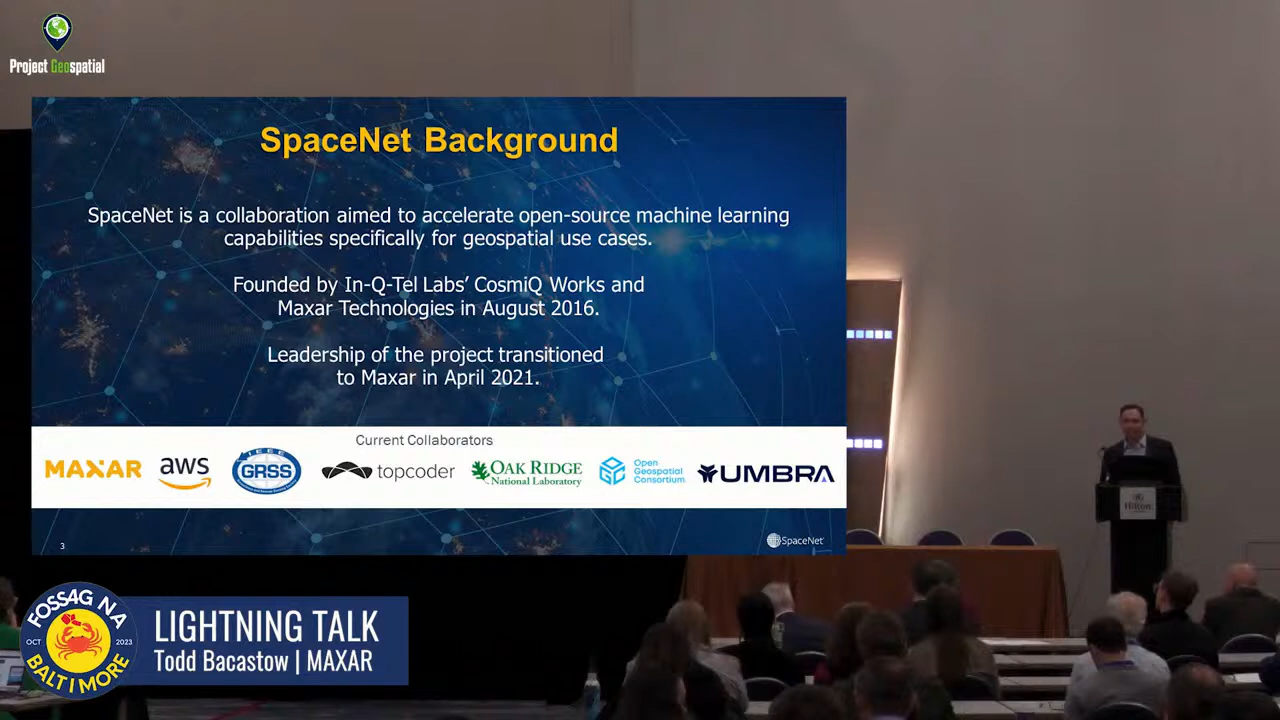 Project Geospatial
SpaceNet Background
SpaceNet is a collaboration aimed to accelerate open-source machine learning
capabilities specifically for geospatial use cases.
Founded by In-Q-Tel Labs' CosmiQ Works and
Maxar Technologies in August 2016.
Leadership of the project transitioned
to Maxar in April 2021.
Current Collaborators
MAXAR
aws
IEEE
GRSS
topcoder
OAK RIDGE
National Laboratory
Open
Geospatial
Consortium
UMBRA
3
SpaceNet
Hilton
FOSS4G NA
OCT
2023
BALTIMORE
LIGHTNING TALK
Todd Bacastow | MAXAR